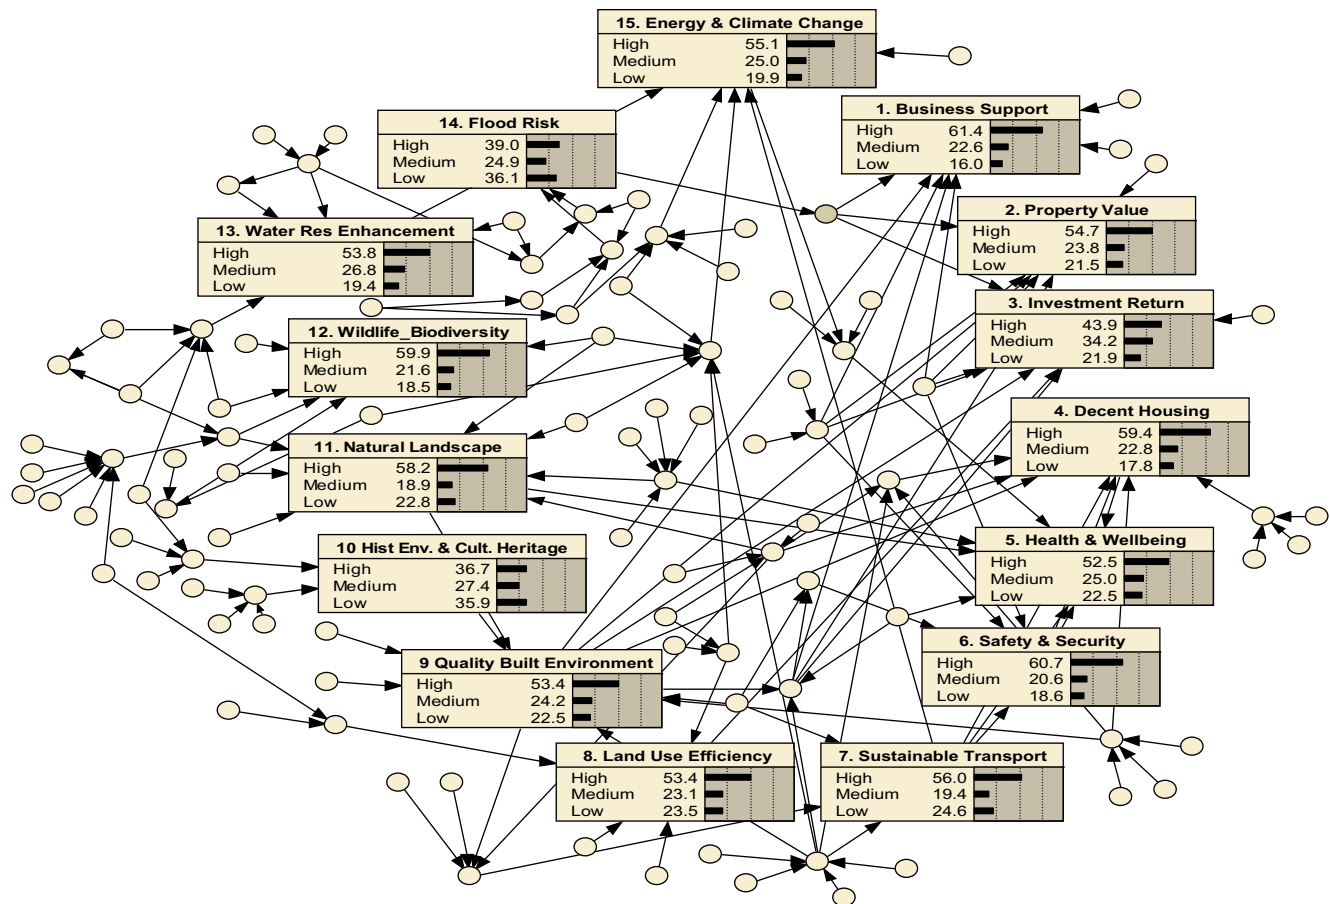 15. Energy & Climate Change
High 55.1
Medium 25.0
Low 19.9
1. Business Support
High 61.4
Medium 22.6
Low 16.0
14. Flood Risk
High 39.0
Medium 24.9
Low 36.1
2. Property Value
High 54.7
Medium 23.8
Low 21.5
13. Water Res Enhancement
High 53.8
Medium 26.8
Low 19.4
3. Investment Return
High 43.9
Medium 34.2
Low 21.9
12. Wildlife_Biodiversity
High 59.9
Medium 21.6
Low 18.5
4. Decent Housing
High 59.4
Medium 22.8
Low 17.8
11. Natural Landscape
High 58.2
Medium 18.9
Low 22.8
5. Health & Wellbeing
High 52.5
Medium 25.0
Low 22.5
10 Hist Env. & Cult. Heritage
High 36.7
Medium 27.4
Low 35.9
6. Safety & Security
High 60.7
Medium 20.6
Low 18.6
9 Quality Built Environment
High 53.4
Medium 24.2
Low 22.5
8. Land Use Efficiency
High 53.4
Medium 23.1
Low 23.5
7. Sustainable Transport
High 56.0
Medium 19.4
Low 24.6